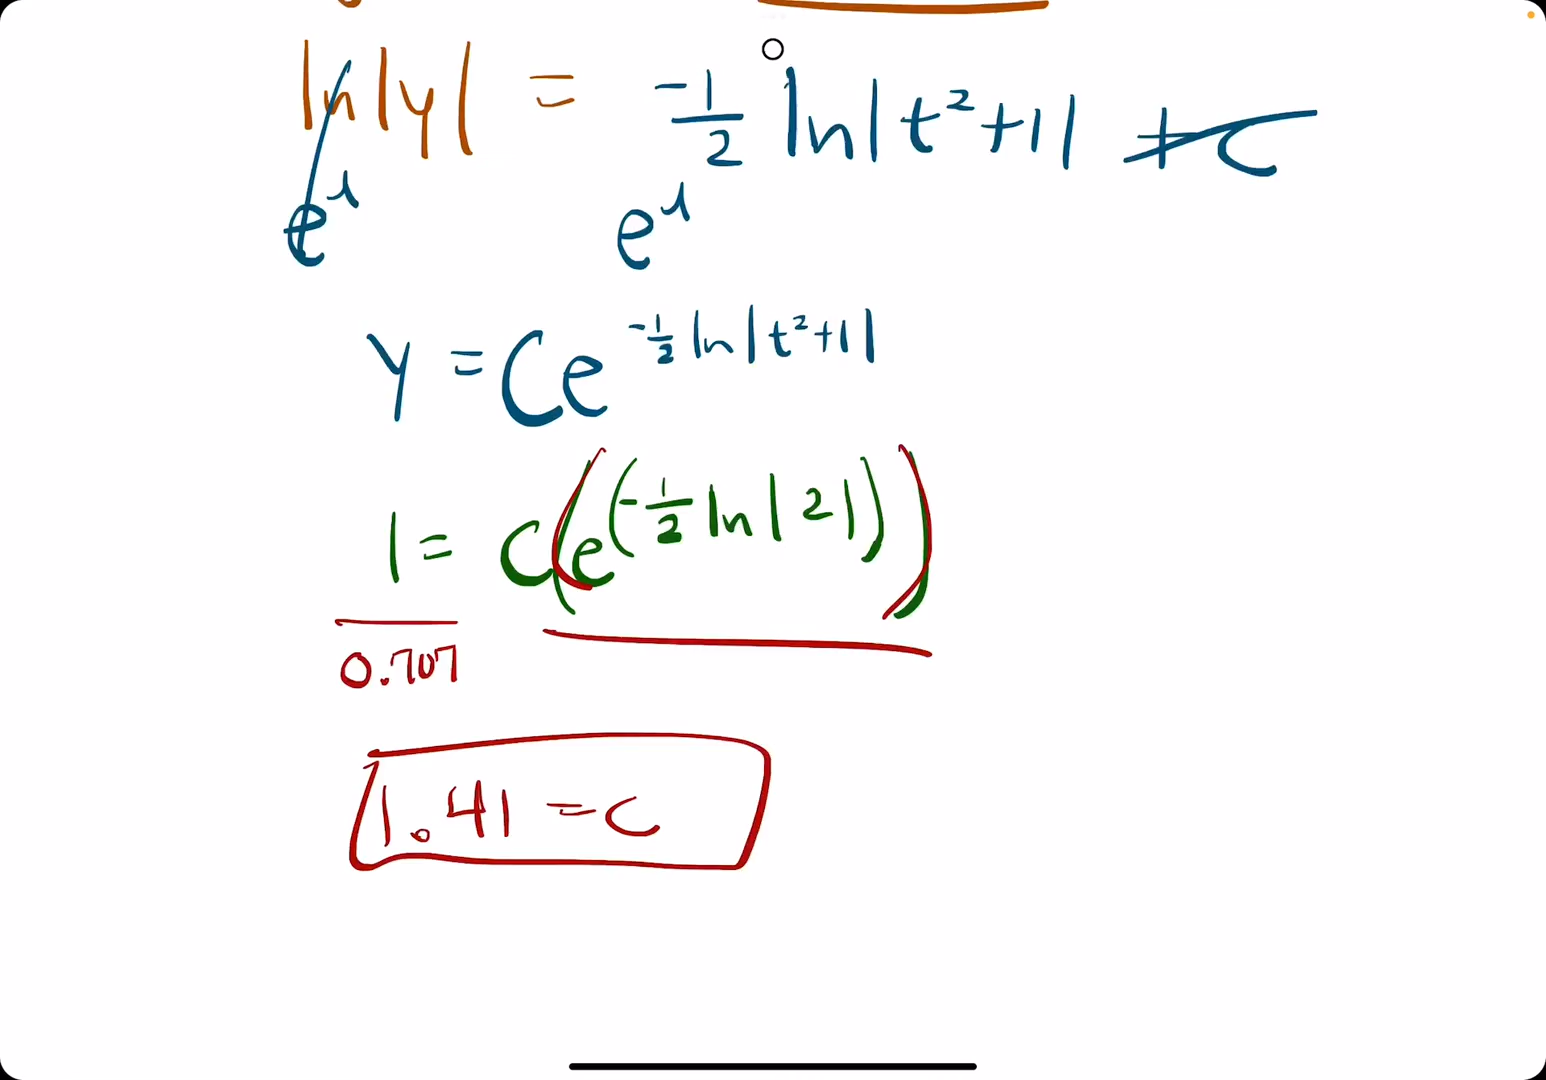 ln|y| = -1/2 ln|t²+1| +C
e^ e^
y = Ce^(-1/2 ln|t²+1|)
1 = C(e^(-1/2 ln|2|))
0.707
1.41 = C